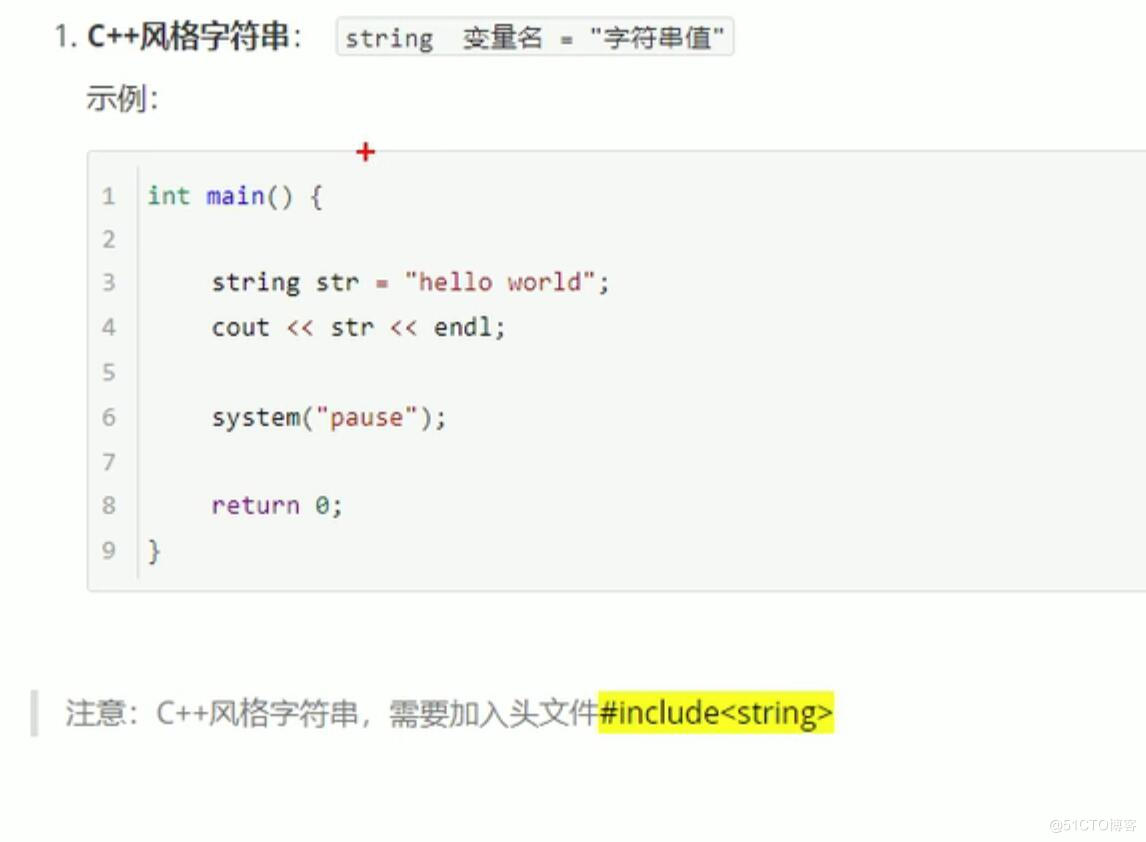 1. C++风格字符串： string 变量名 = "字符串值"
示例：
1 int main() {
2
3 string str = "hello world";
4 cout << str << endl;
5
6 system("pause");
7
8 return 0;
9 }
注意：C++风格字符串，需要加入头文件#include<string>
@51CTO博客